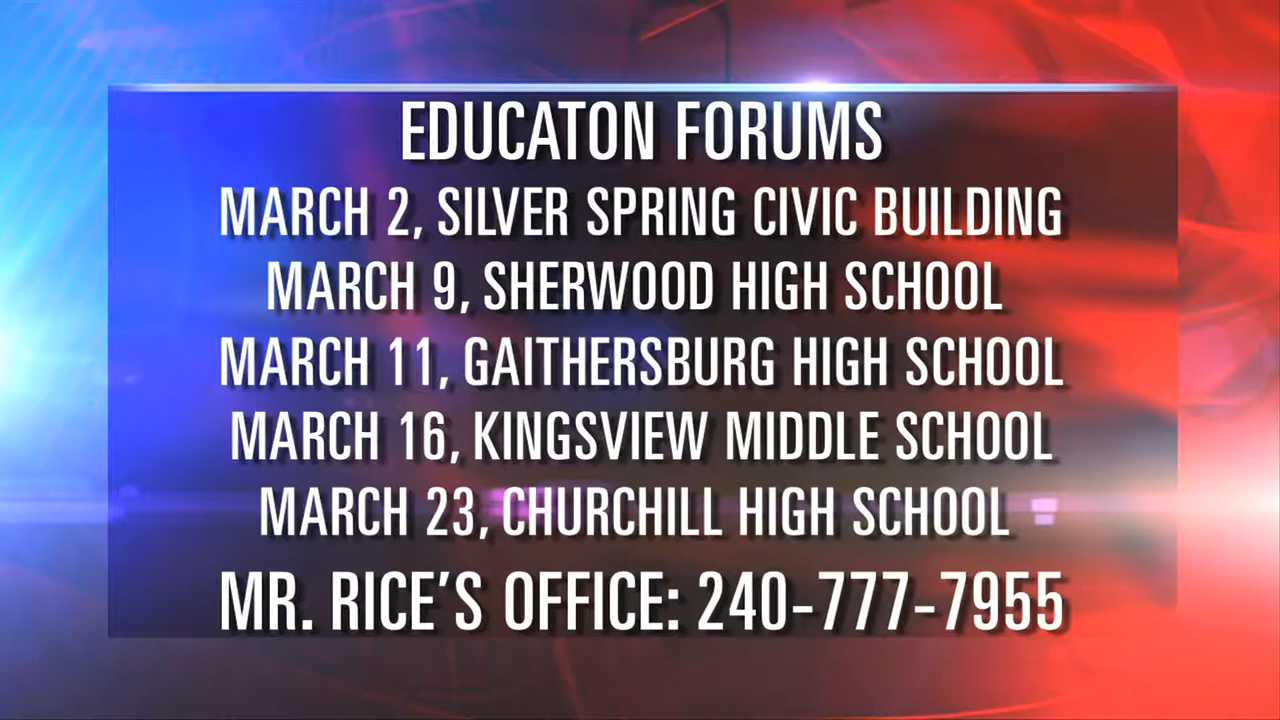 EDUCATON FORUMS
MARCH 2, SILVER SPRING CIVIC BUILDING
MARCH 9, SHERWOOD HIGH SCHOOL
MARCH 11, GAITHERSBURG HIGH SCHOOL
MARCH 16, KINGSVIEW MIDDLE SCHOOL
MARCH 23, CHURCHILL HIGH SCHOOL
MR. RICE’S OFFICE: 240-777-7955